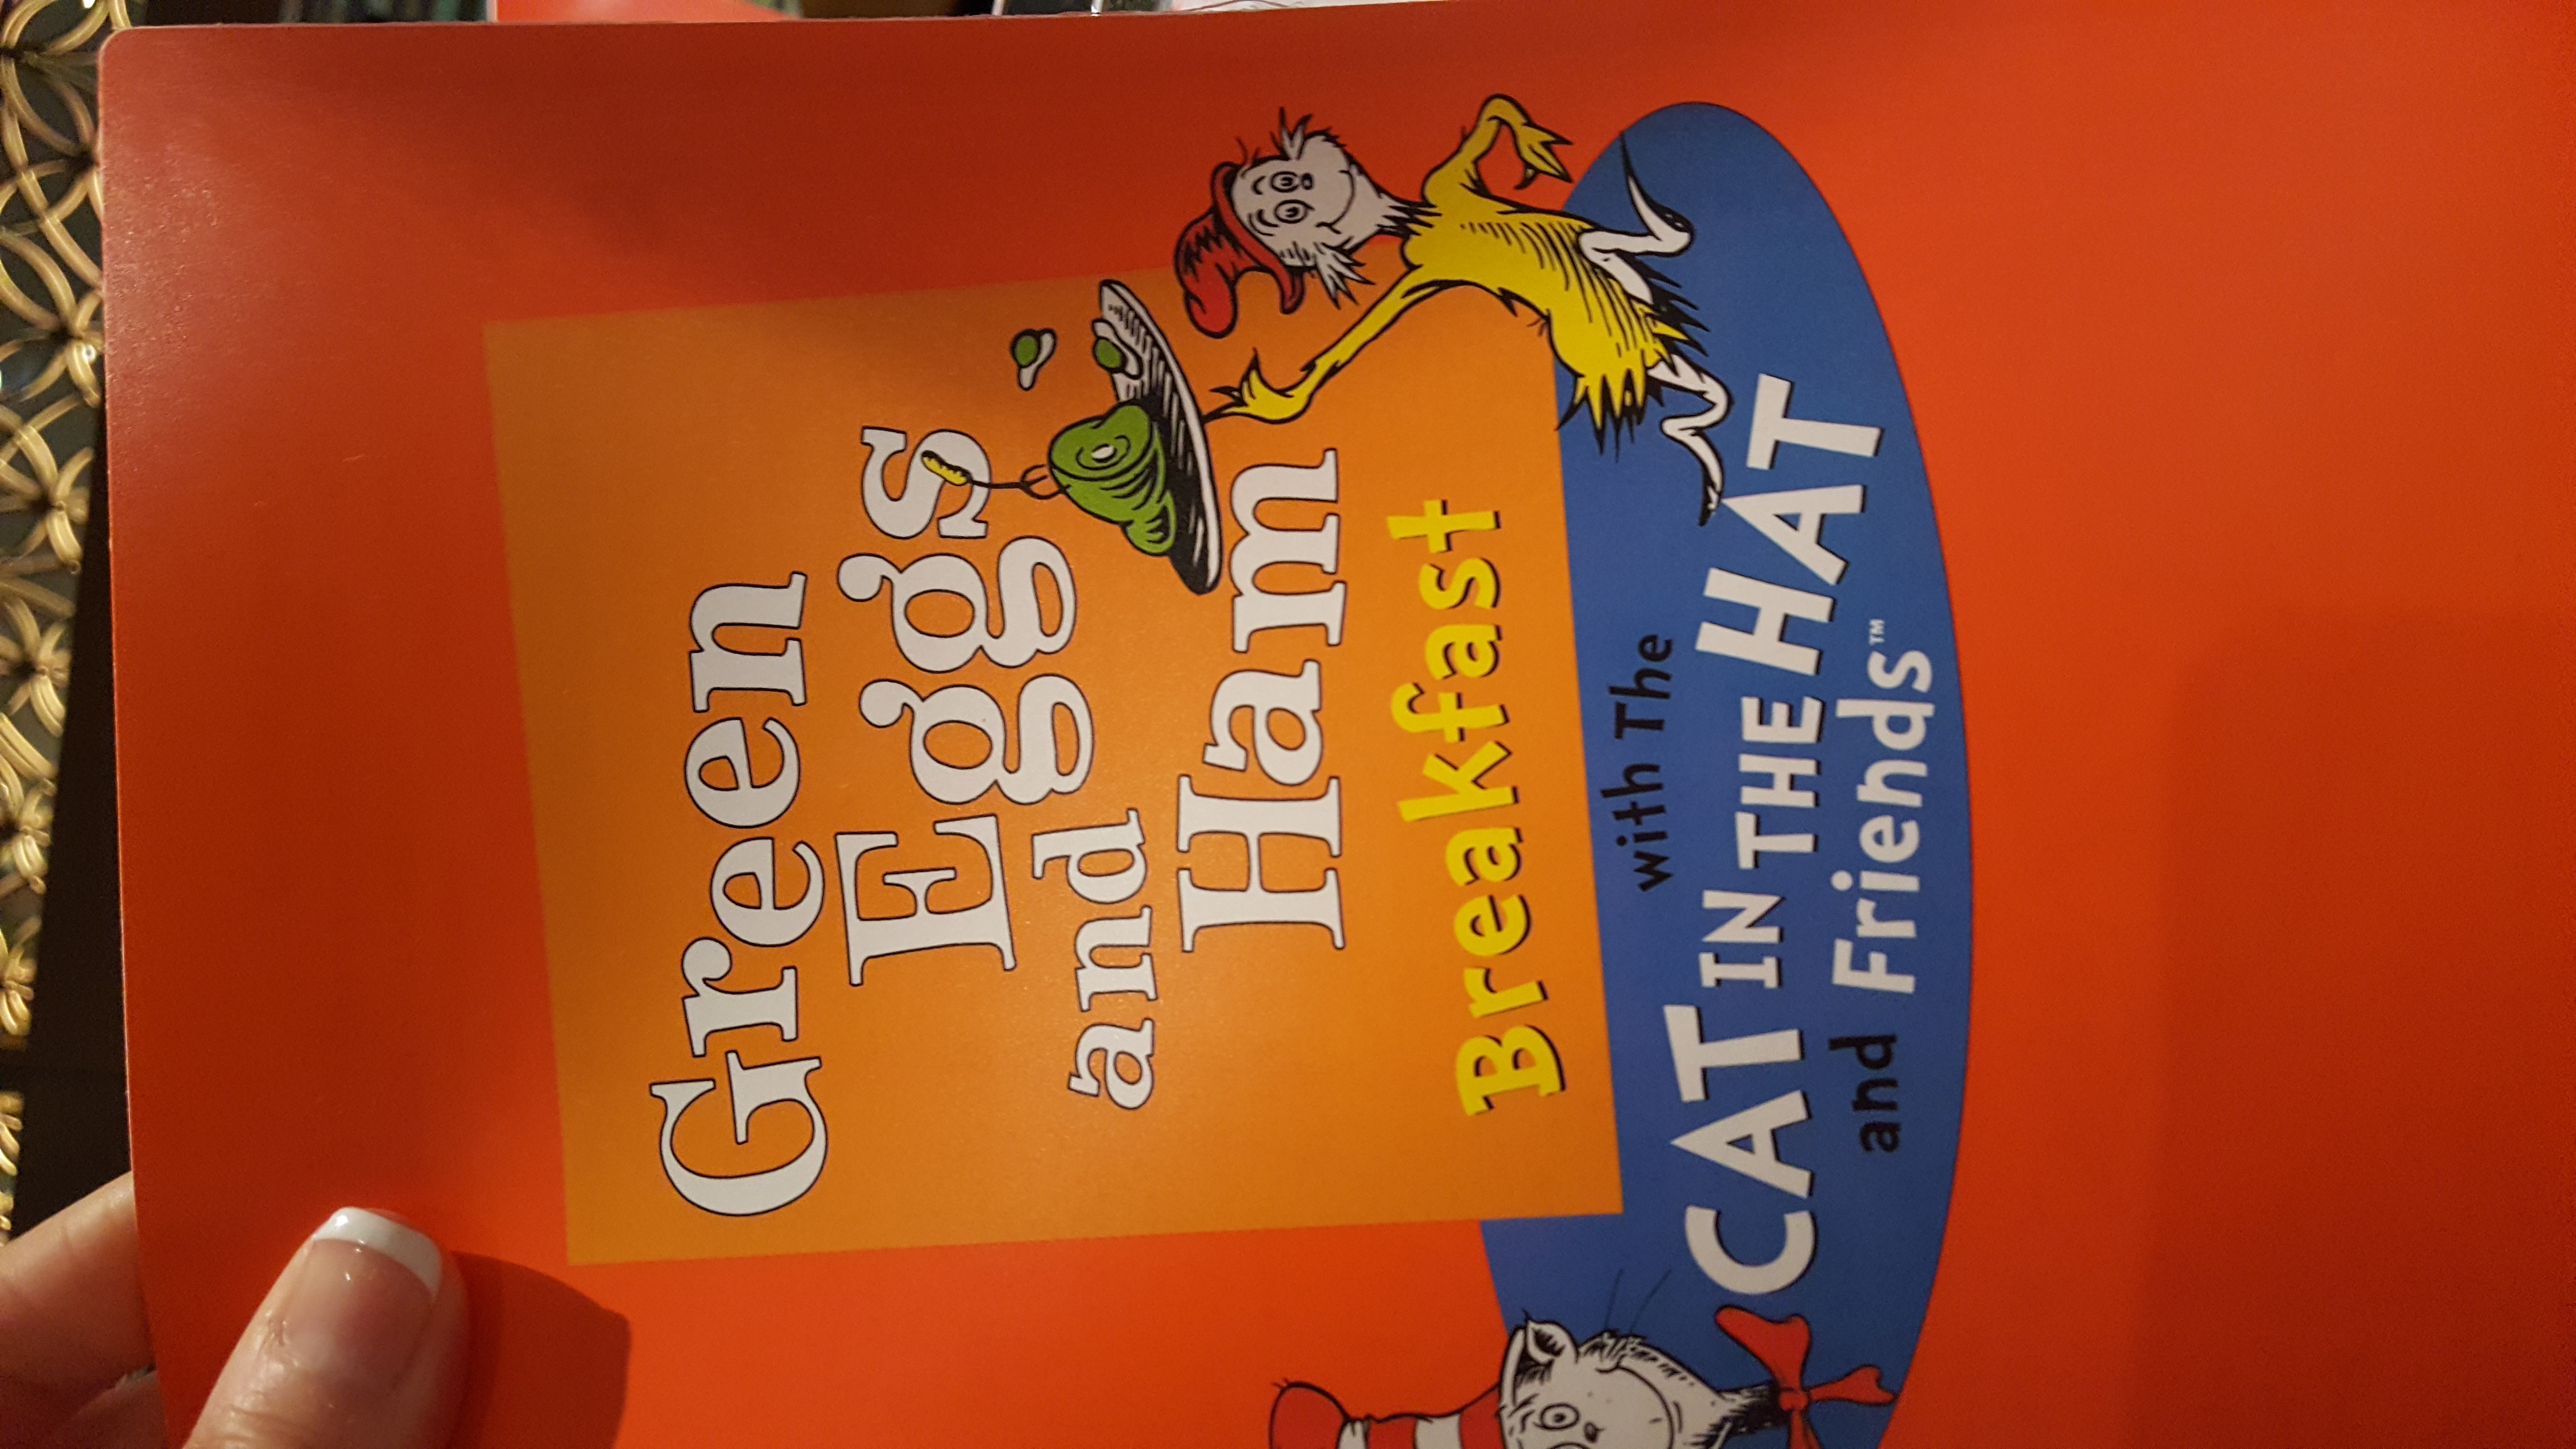 Green
Eggs
and
Ham
Breakfast
with The
CAT IN THE HAT
and Friends™